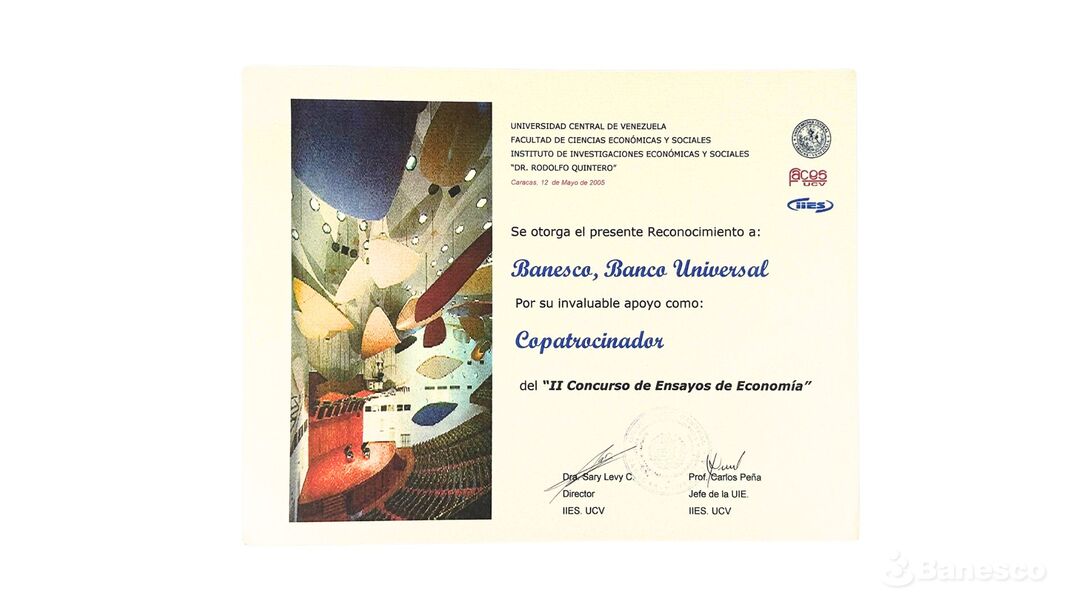 UNIVERSIDAD CENTRAL DE VENEZUELA
FACULTAD DE CIENCIAS ECONÓMICAS Y SOCIALES
INSTITUTO DE INVESTIGACIONES ECONÓMICAS Y SOCIALES
"DR. RODOLFO QUINTERO"
Caracas, 12 de Mayo de 2005
faces
UCV
iies
Se otorga el presente Reconocimiento a:
Banesco, Banco Universal
Por su invaluable apoyo como:
Copatrocinador
del "II Concurso de Ensayos de Economía"
Dra. Sary Levy C.
Director
IIES. UCV
Prof. Carlos Peña
Jefe de la UIE.
IIES. UCV
Banesco